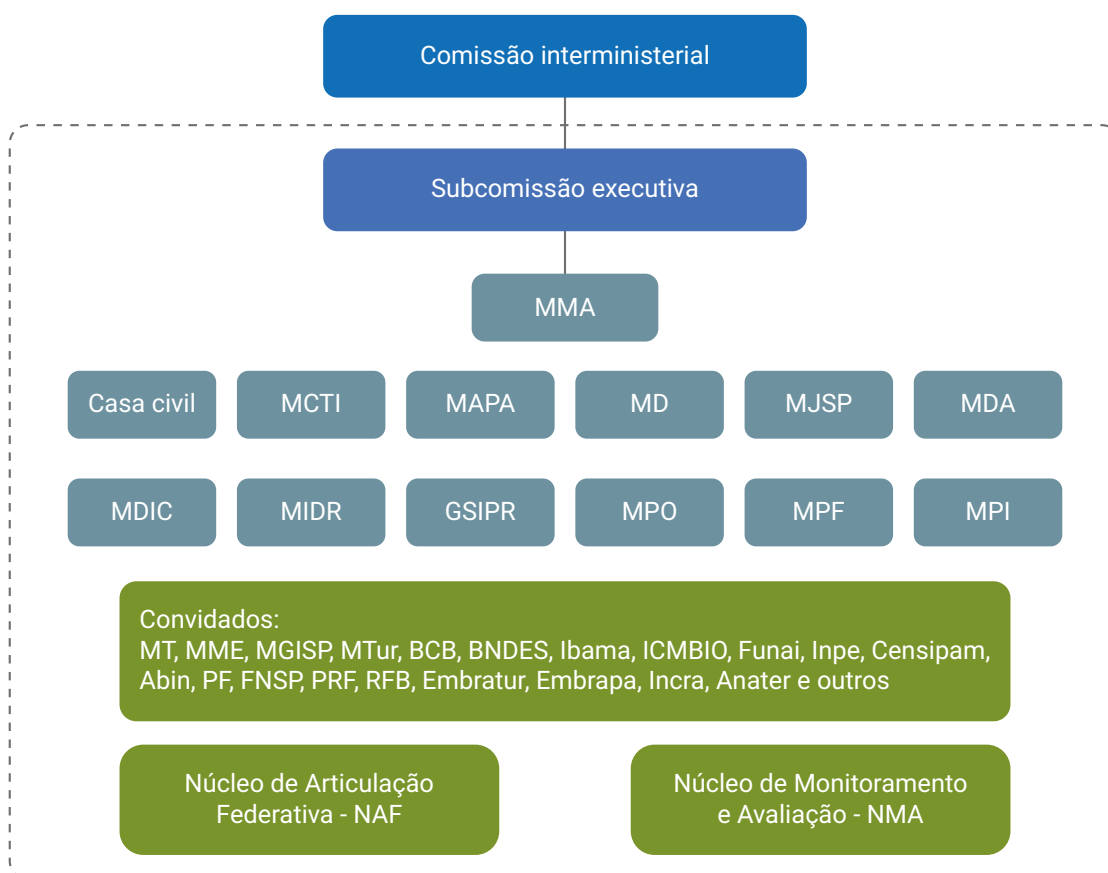 Comissão interministerial
Subcomissão executiva
MMA
Casa civil
MCTI
MAPA
MD
MJSP
MDA
MDIC
MIDR
GSIPR
MPO
MPF
MPI
Convidados:
MT, MME, MGISP, MTur, BCB, BNDES, Ibama, ICMBIO, Funai, Inpe, Censipam,
Abin, PF, FNSP, PRF, RFB, Embratur, Embrapa, Incra, Anater e outros
Núcleo de Articulação
Federativa - NAF
Núcleo de Monitoramento
e Avaliação - NMA